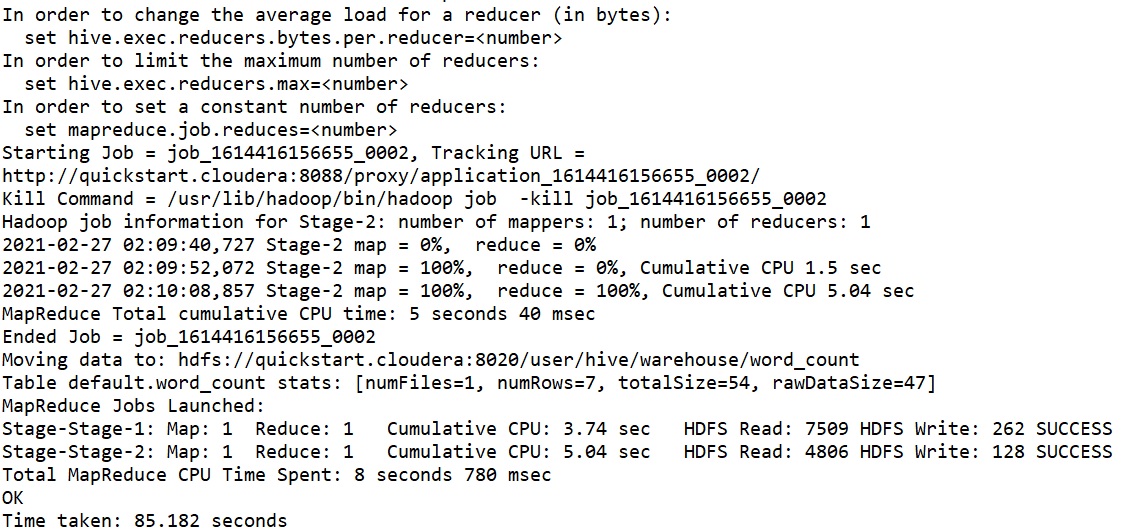 In order to change the average load for a reducer (in bytes):
  set hive.exec.reducers.bytes.per.reducer=<number>
In order to limit the maximum number of reducers:
  set hive.exec.reducers.max=<number>
In order to set a constant number of reducers:
  set mapreduce.job.reduces=<number>
Starting Job = job_1614416156655_0002, Tracking URL =
http://quickstart.cloudera:8088/proxy/application_1614416156655_0002/
Kill Command = /usr/lib/hadoop/bin/hadoop job  -kill job_1614416156655_0002
Hadoop job information for Stage-2: number of mappers: 1; number of reducers: 1
2021-02-27 02:09:40,727 Stage-2 map = 0%,  reduce = 0%
2021-02-27 02:09:52,072 Stage-2 map = 100%,  reduce = 0%, Cumulative CPU 1.5 sec
2021-02-27 02:10:08,857 Stage-2 map = 100%,  reduce = 100%, Cumulative CPU 5.04 sec
MapReduce Total cumulative CPU time: 5 seconds 40 msec
Ended Job = job_1614416156655_0002
Moving data to: hdfs://quickstart.cloudera:8020/user/hive/warehouse/word_count
Table default.word_count stats: [numFiles=1, numRows=7, totalSize=54, rawDataSize=47]
MapReduce Jobs Launched:
Stage-Stage-1: Map: 1  Reduce: 1   Cumulative CPU: 3.74 sec   HDFS Read: 7509 HDFS Write: 262 SUCCESS
Stage-Stage-2: Map: 1  Reduce: 1   Cumulative CPU: 5.04 sec   HDFS Read: 4806 HDFS Write: 128 SUCCESS
Total MapReduce CPU Time Spent: 8 seconds 780 msec
OK
Time taken: 85.182 seconds